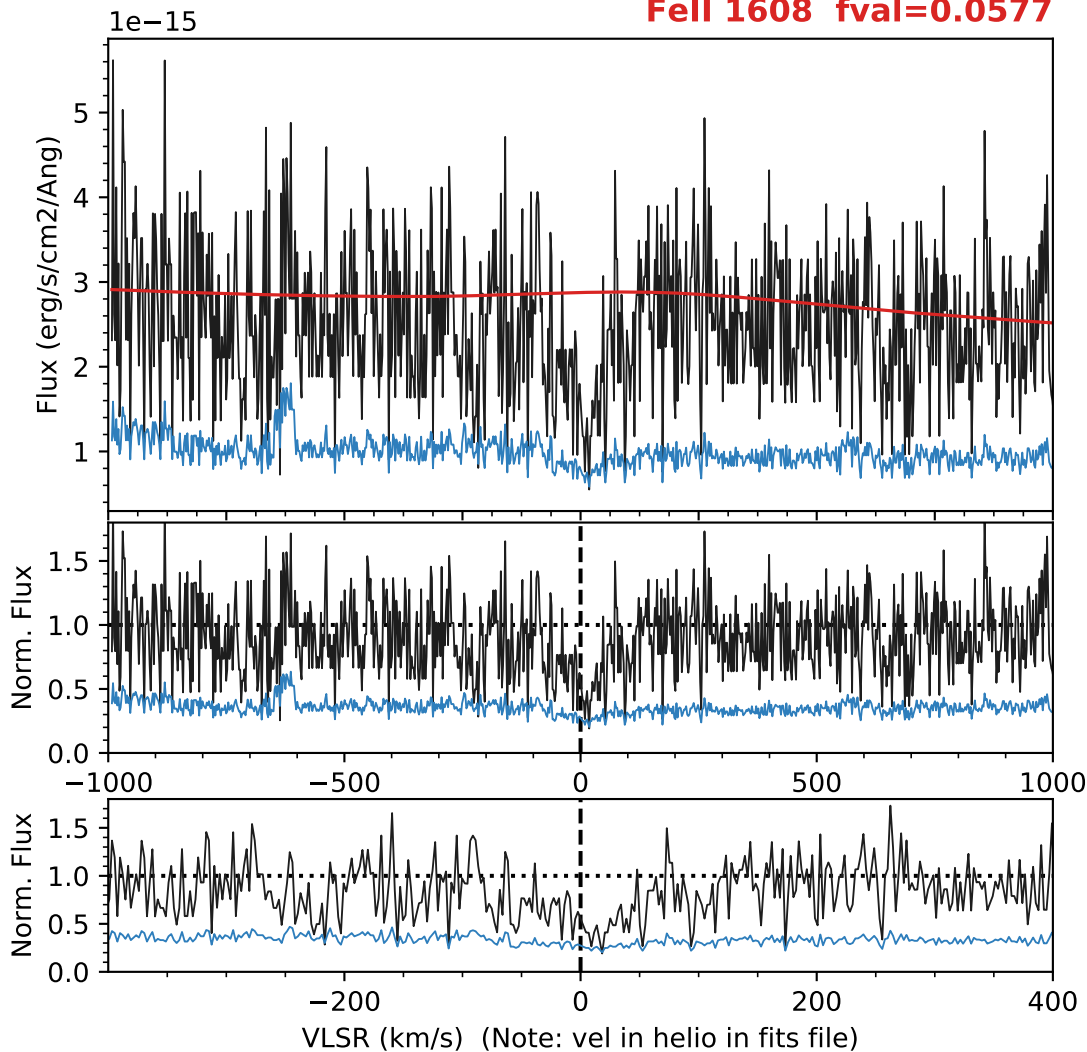 FeII 1608 fval=0.0577
1e−15
5
4
3
2
1
Flux (erg/s/cm2/Ang)
1.5
1.0
0.5
0.0
Norm. Flux
−1000 −500 0 500 1000
1.5
1.0
0.5
0.0
Norm. Flux
−200 0 200 400
VLSR (km/s) (Note: vel in helio in fits file)